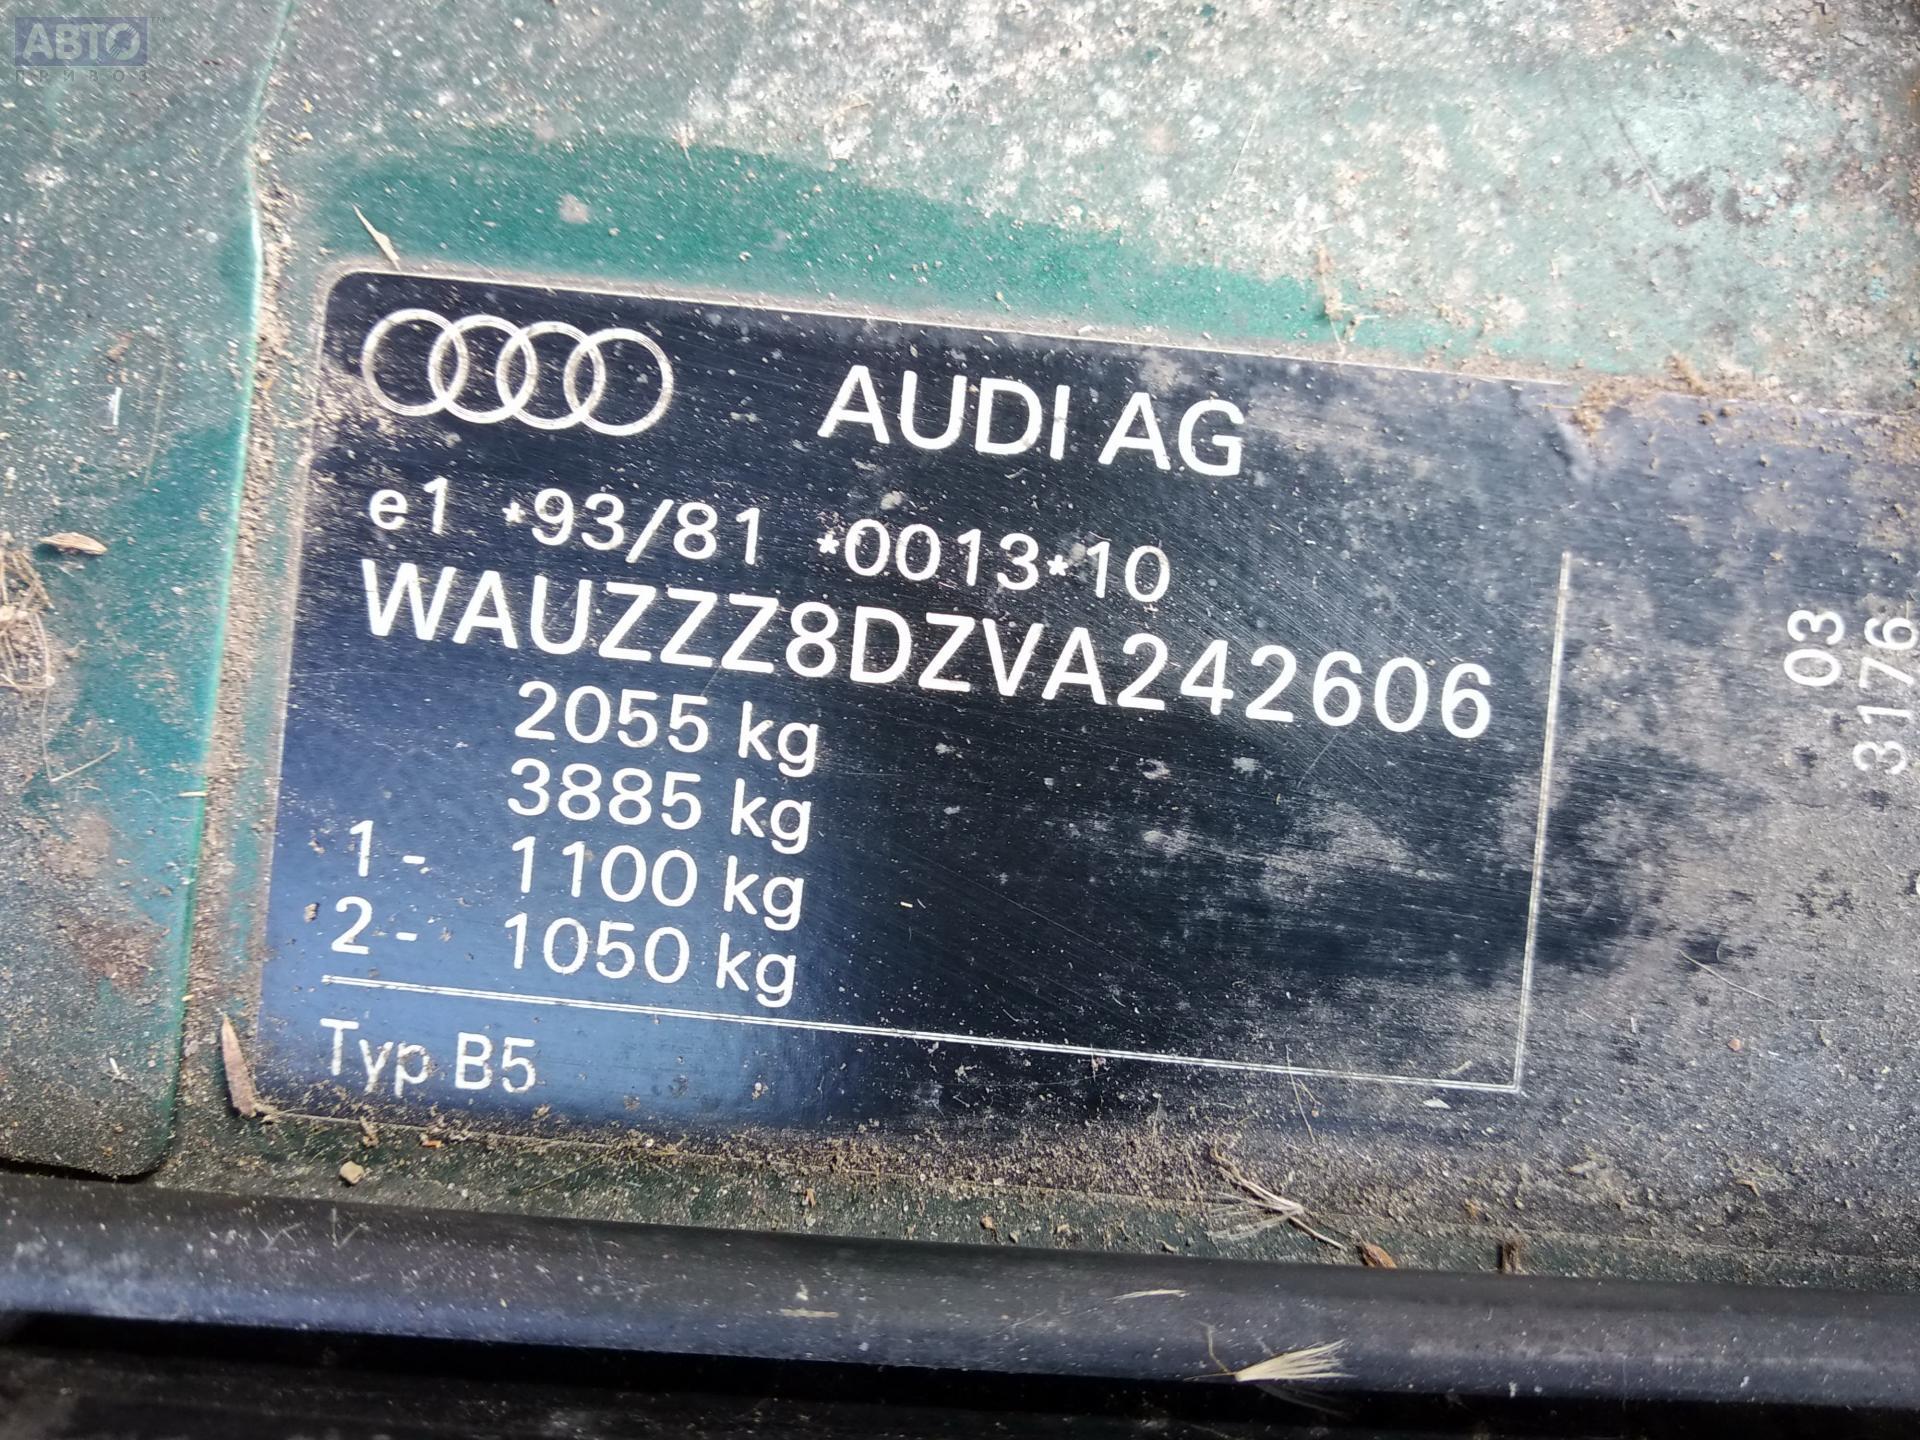 АВТО
ПРИВОЗ
AUDI AG
e1 *93/81 *0013*10
WAUZZZ8DZVA242606
2055 kg
3885 kg
1 - 1100 kg
2 - 1050 kg
Typ B5
03
3176